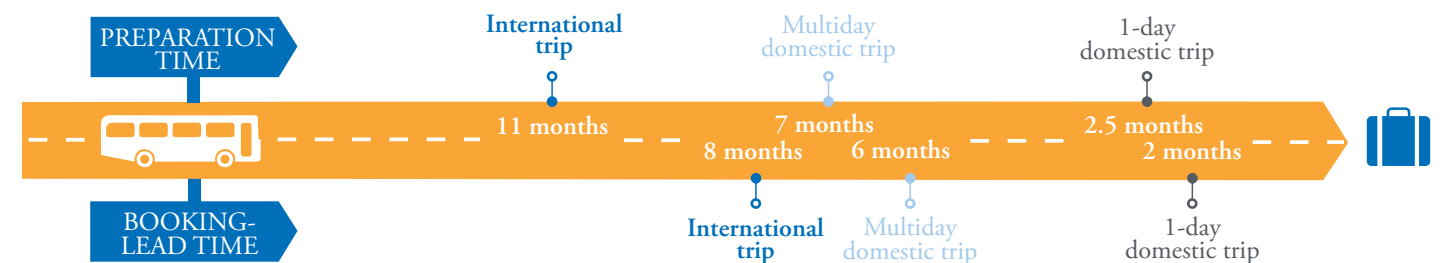 PREPARATION
TIME
International
trip
Multiday
domestic trip
1-day
domestic trip
11 months
7 months
2.5 months
8 months
6 months
2 months
BOOKING-
LEAD TIME
International
trip
Multiday
domestic trip
1-day
domestic trip